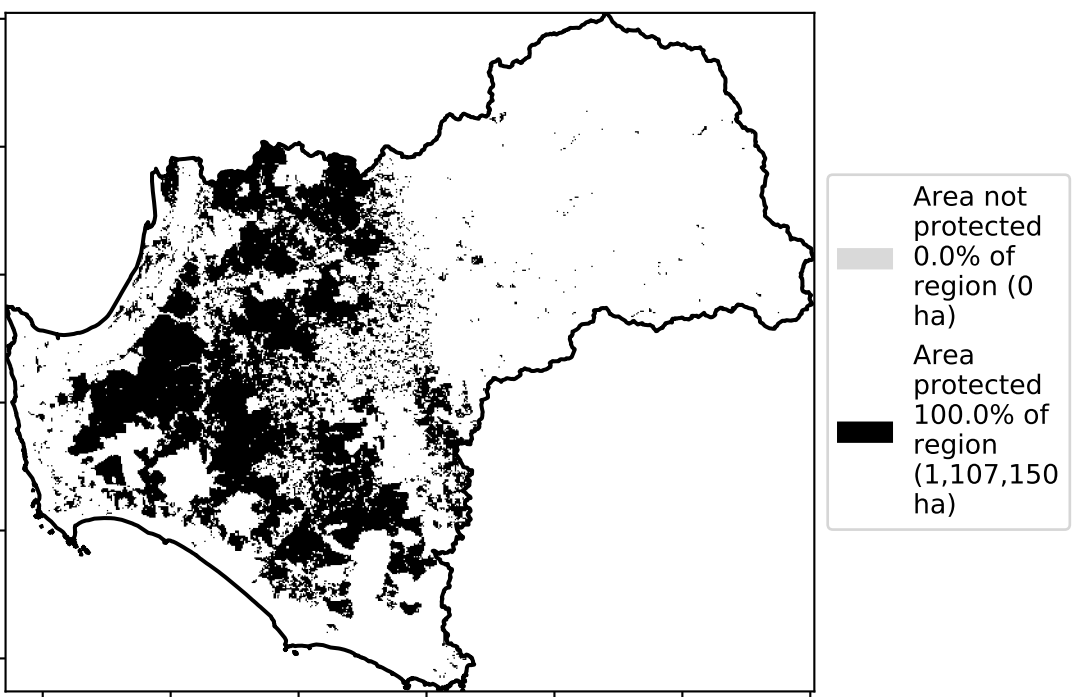 Area not
protected
0.0% of
region (0
ha)
Area
protected
100.0% of
region
(1,107,150
ha)